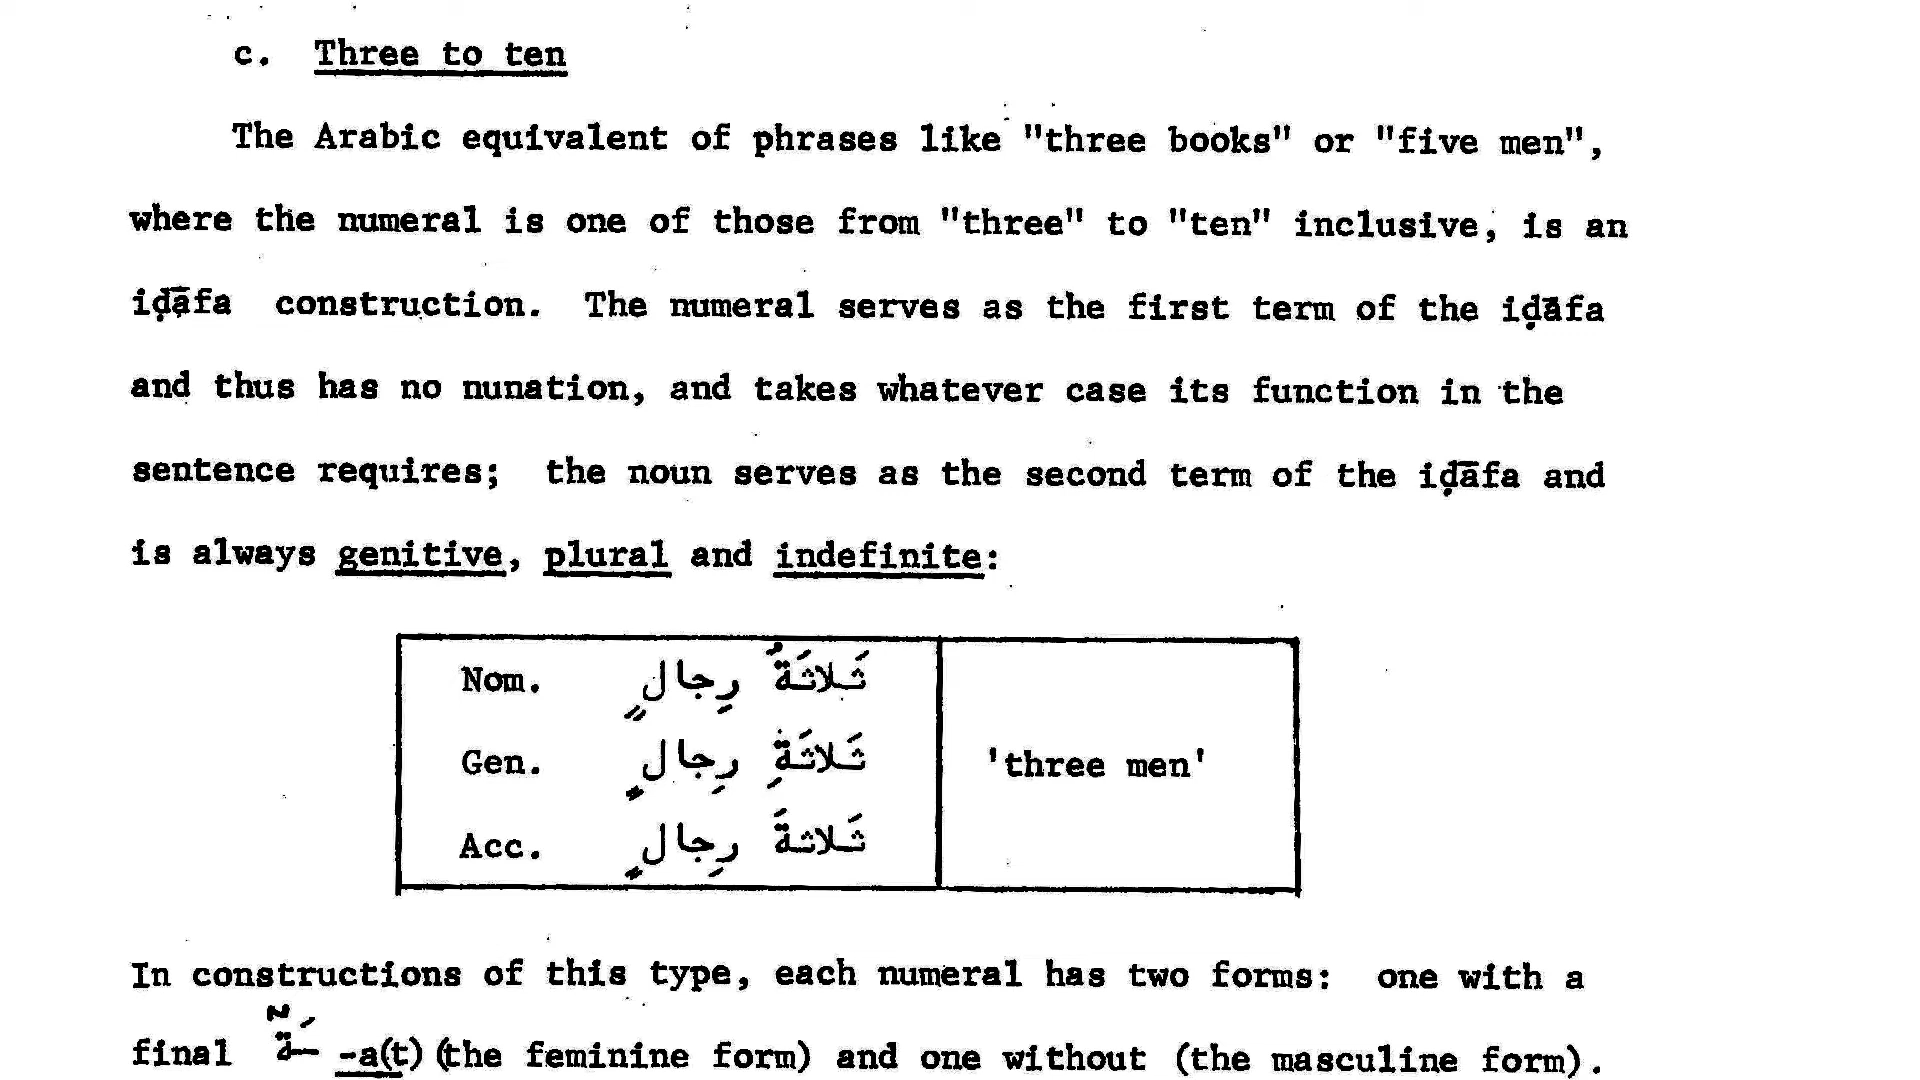 c. Three to ten
The Arabic equivalent of phrases like "three books" or "five men",
where the numeral is one of those from "three" to "ten" inclusive, is an
iḍāfa construction. The numeral serves as the first term of the iḍāfa
and thus has no nunation, and takes whatever case its function in the
sentence requires; the noun serves as the second term of the iḍāfa and
is always genitive, plural and indefinite:
Nom. ثَلاثَةُ رِجالٍ
Gen. ثَلاثَةِ رِجالٍ 'three men'
Acc. ثَلاثةَ رِجالٍ
In constructions of this type, each numeral has two forms: one with a
final ـَة -a(t) (the feminine form) and one without (the masculine form).